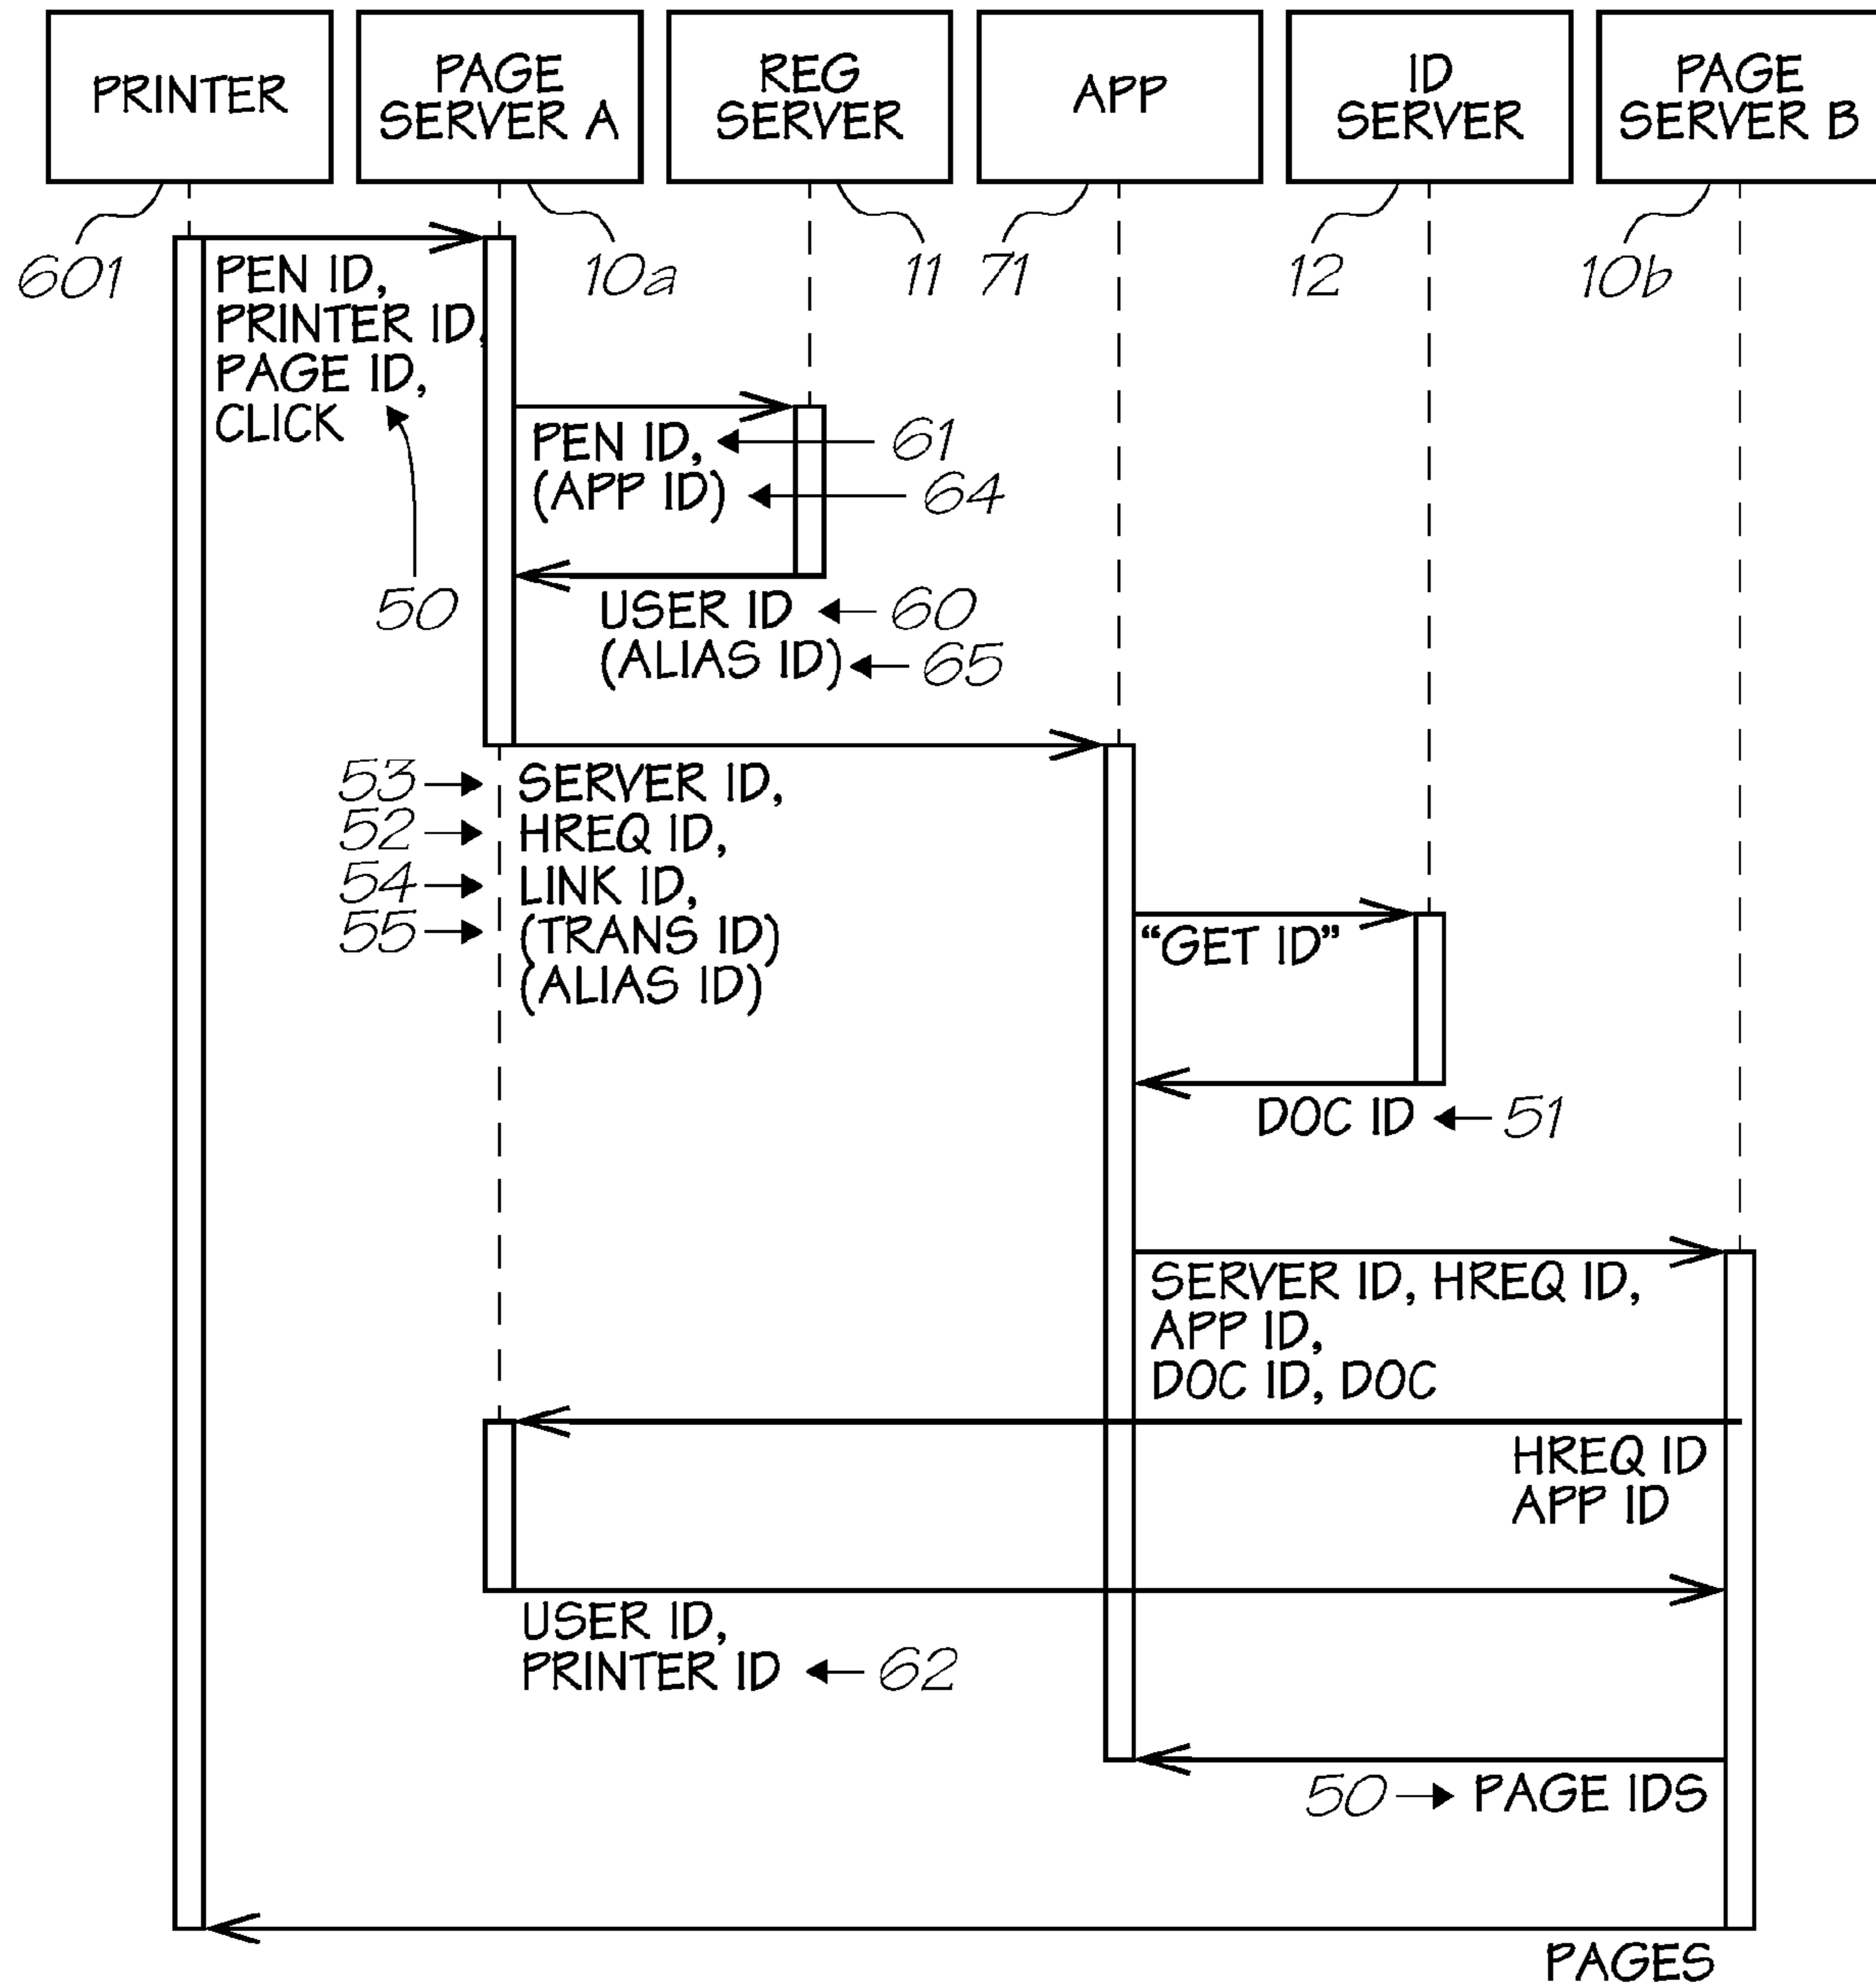 PRINTER
PAGE
SERVER A
REG
SERVER
APP
ID
SERVER
PAGE
SERVER B
601
10a
11
71
12
10b
PEN ID,
PRINTER ID,
PAGE ID,
CLICK
50
PEN ID,
61
(APP ID)
64
USER ID
60
(ALIAS ID)
65
53
SERVER ID,
52
HREQ ID,
54
LINK ID,
55
(TRANS ID)
(ALIAS ID)
“GET ID”
DOC ID
51
SERVER ID, HREQ ID,
APP ID,
DOC ID, DOC
HREQ ID
APP ID
USER ID,
PRINTER ID
62
50
PAGE IDS
PAGES